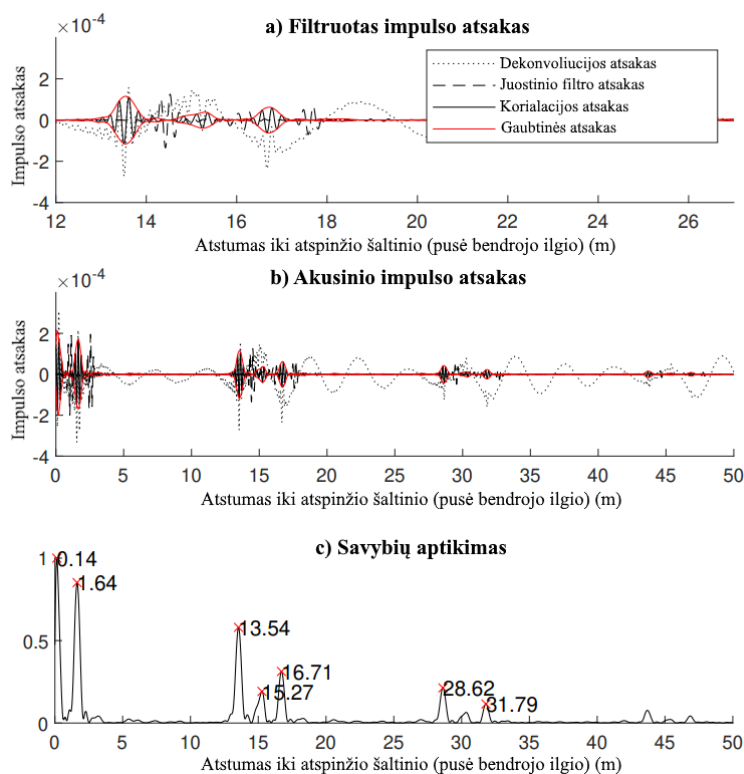 a) Filtruotas impulso atsakas
×10⁻⁴
Dekonvoliucijos atsakas
Juostinio filtro atsakas
Korialacijos atsakas
Gaubtinės atsakas
Impulso atsakas
2
0
-2
-4
12 14 16 18 20 22 24 26
Atstumas iki atspinžio šaltinio (pusė bendrojo ilgio) (m)
b) Akusinio impulso atsakas
×10⁻⁴
Impulso atsakas
2
0
-2
-4
0 5 10 15 20 25 30 35 40 45 50
Atstumas iki atspinžio šaltinio (pusė bendrojo ilgio) (m)
c) Savybių aptikimas
1
0.5
0
0.14
1.64
13.54
15.27
16.71
28.62
31.79
0 5 10 15 20 25 30 35 40 45 50
Atstumas iki atspinžio šaltinio (pusė bendrojo ilgio) (m)